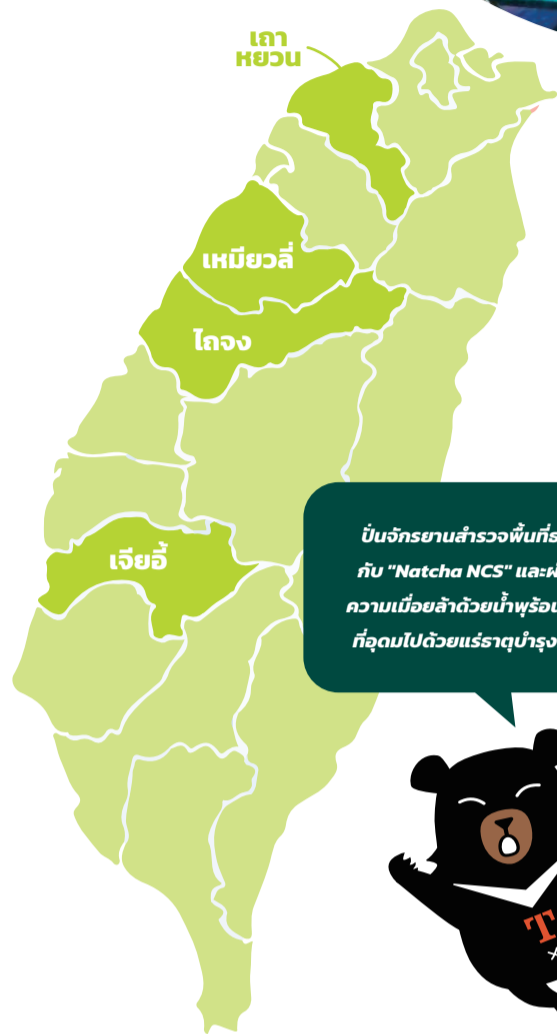 เถา
หยวน
เหมียวลี่
ไถจง
เจียอี้
ปั่นจักรยานสำรวจพื้นที่ธ
กับ "Natcha NCS" และผ่
ความเมื่อยล้าด้วยน้ำพุร้อน
ที่อุดมไปด้วยแร่ธาตุบำรุง
T